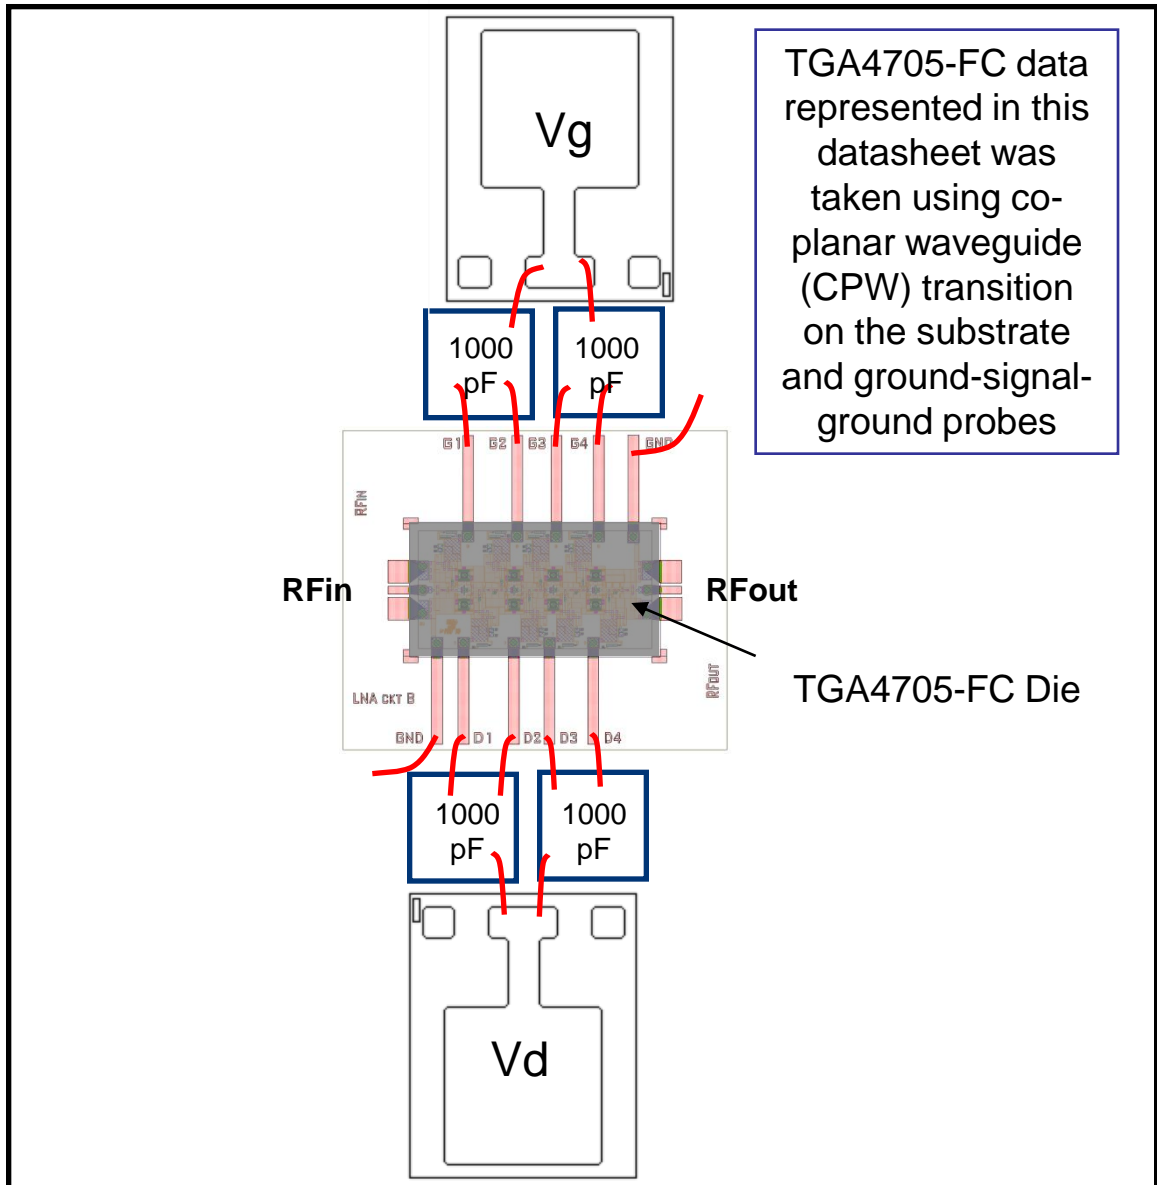 Vg
TGA4705-FC data
represented in this
datasheet was
taken using co-
planar waveguide
(CPW) transition
on the substrate
and ground-signal-
ground probes
1000
pF
1000
pF
G1 G2 G3 G4 GND
RFIN
RFin
RFout
TGA4705-FC Die
RFOUT
LNA CKT B
GND D1 D2 D3 D4
1000
pF
1000
pF
Vd